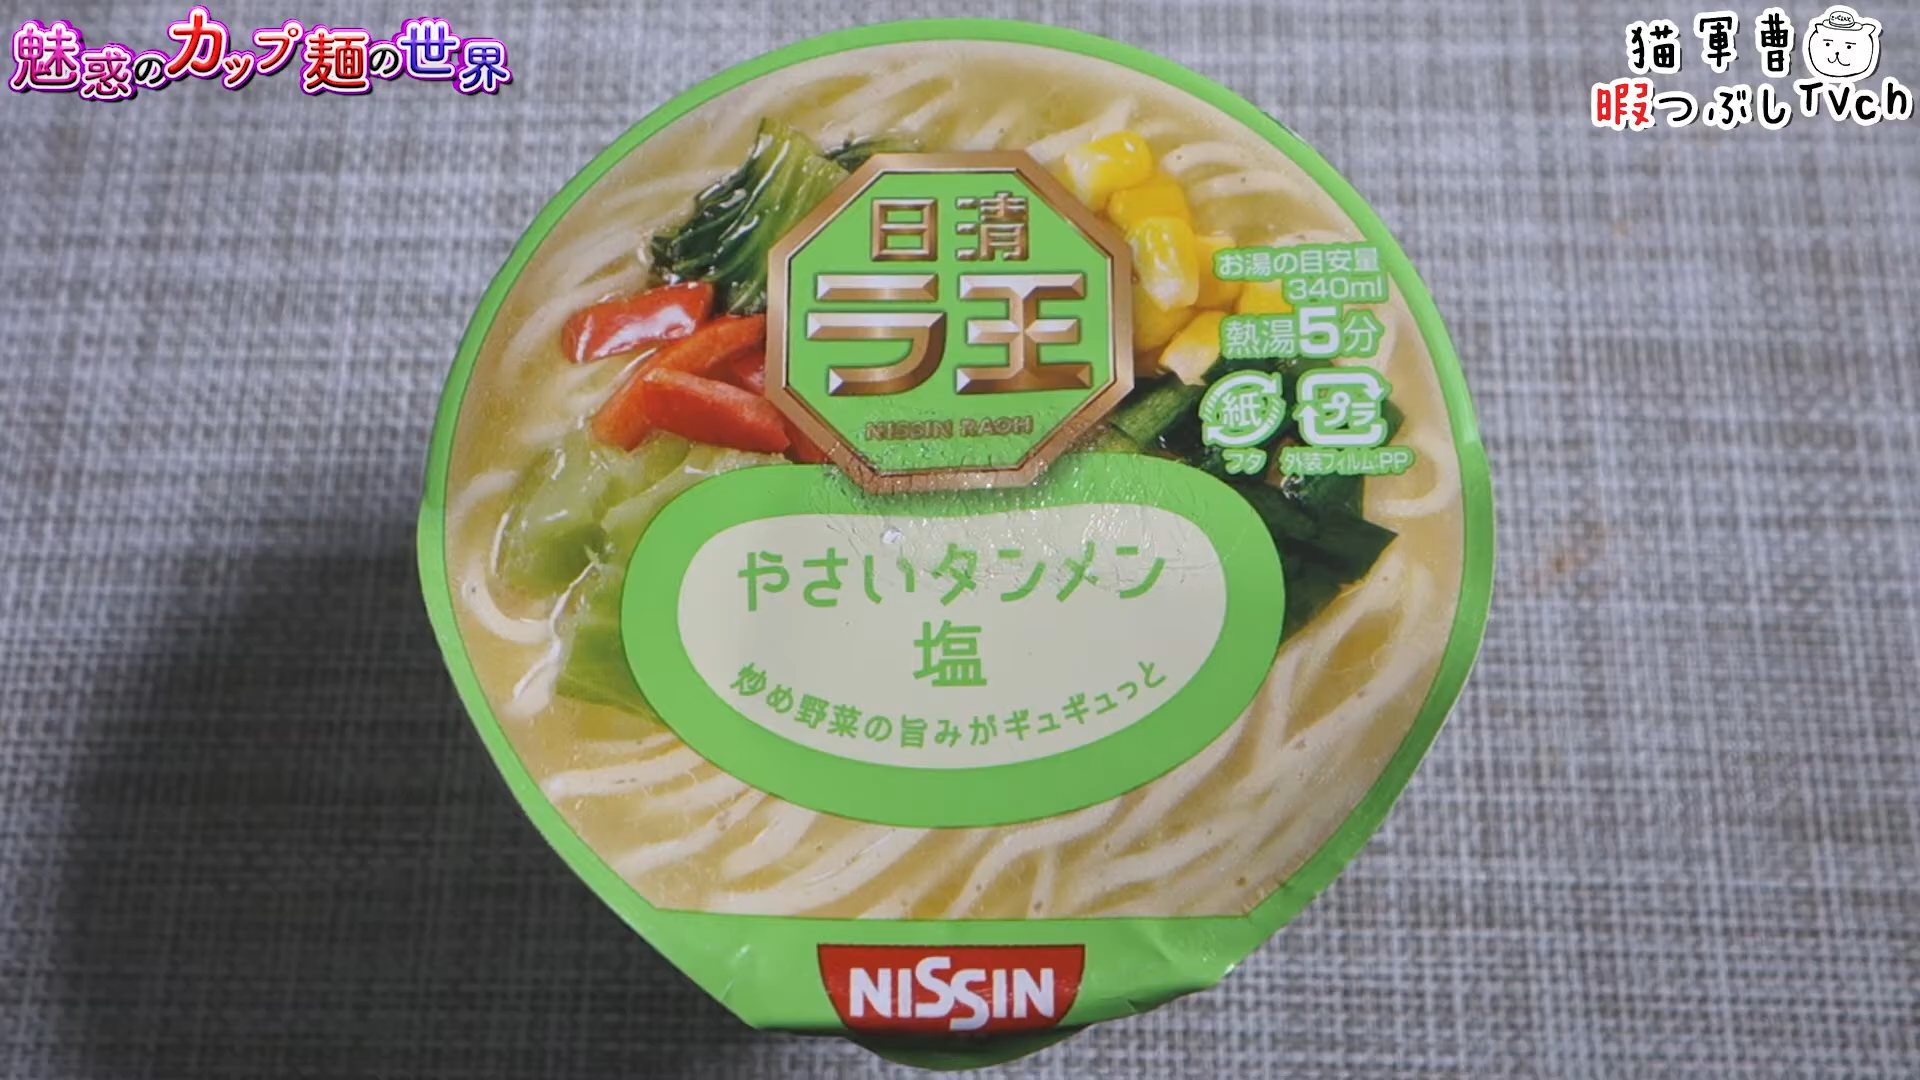 魅惑のカップ麺の世界
猫軍曹
暇つぶしTVch
日清
ラ王
NISSIN RAOH
お湯の目安量
340ml
熱湯5分
紙
プラ
フタ
外装フィルム:PP
やさいタンメン
塩
炒め野菜の旨みがギュギュっと
NISSIN